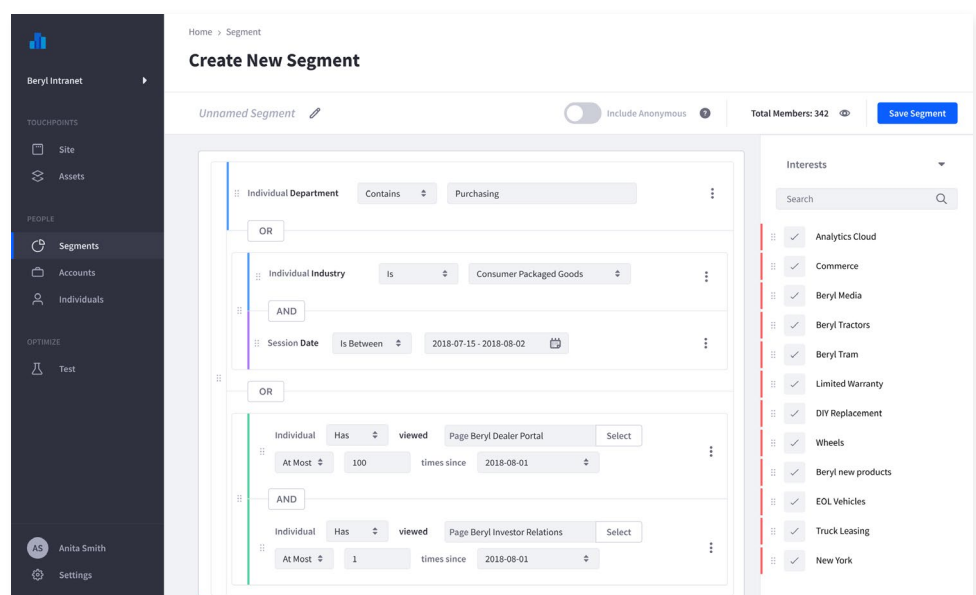 Home > Segment
Create New Segment
Beryl Intranet
TOUCHPOINTS
Site
Assets
PEOPLE
Segments
Accounts
Individuals
OPTIMIZE
Test
AS Anita Smith
Settings
Unnamed Segment
Include Anonymous ?
Total Members: 342
Save Segment
Individual Department Contains Purchasing
OR
Individual Industry Is Consumer Packaged Goods
AND
Session Date Is Between 2018-07-15 - 2018-08-02
OR
Individual Has viewed Page Beryl Dealer Portal Select
At Most 100 times since 2018-08-01
AND
Individual Has viewed Page Beryl Investor Relations Select
At Most 1 times since 2018-08-01
Interests
Search
Analytics Cloud
Commerce
Beryl Media
Beryl Tractors
Beryl Tram
Limited Warranty
DIY Replacement
Wheels
Beryl new products
EOL Vehicles
Truck Leasing
New York